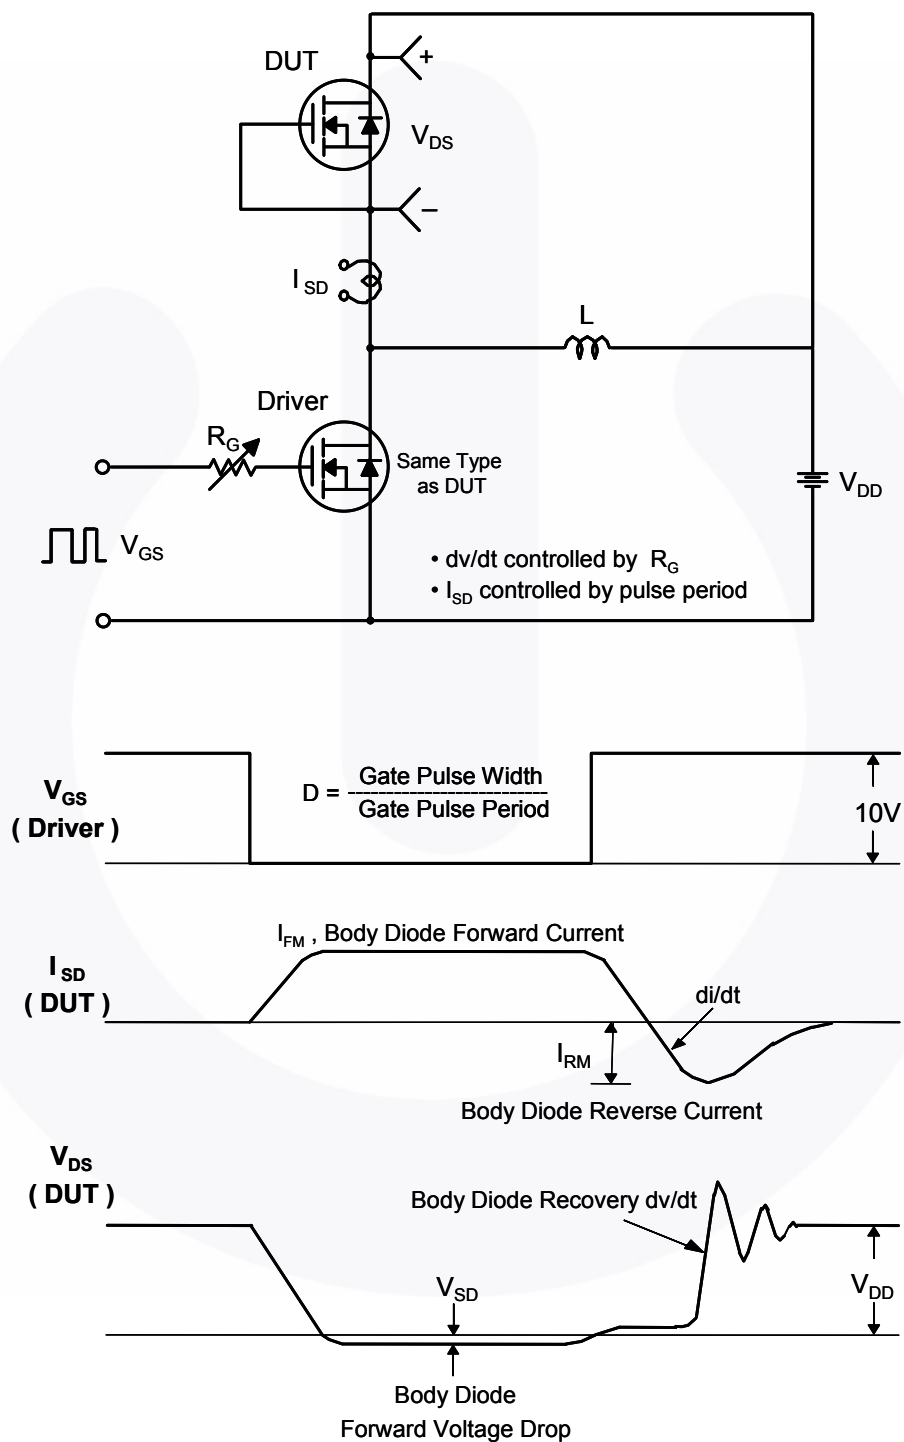 DUT
+
V_DS
–
I_SD
L
Driver
R_G
Same Type
as DUT
V_DD
V_GS
• dv/dt controlled by R_G
• I_SD controlled by pulse period
V_GS
( Driver )
D = Gate Pulse Width
Gate Pulse Period
10V
I_FM , Body Diode Forward Current
I_SD
( DUT )
di/dt
I_RM
Body Diode Reverse Current
V_DS
( DUT )
Body Diode Recovery dv/dt
V_SD
V_DD
Body Diode
Forward Voltage Drop